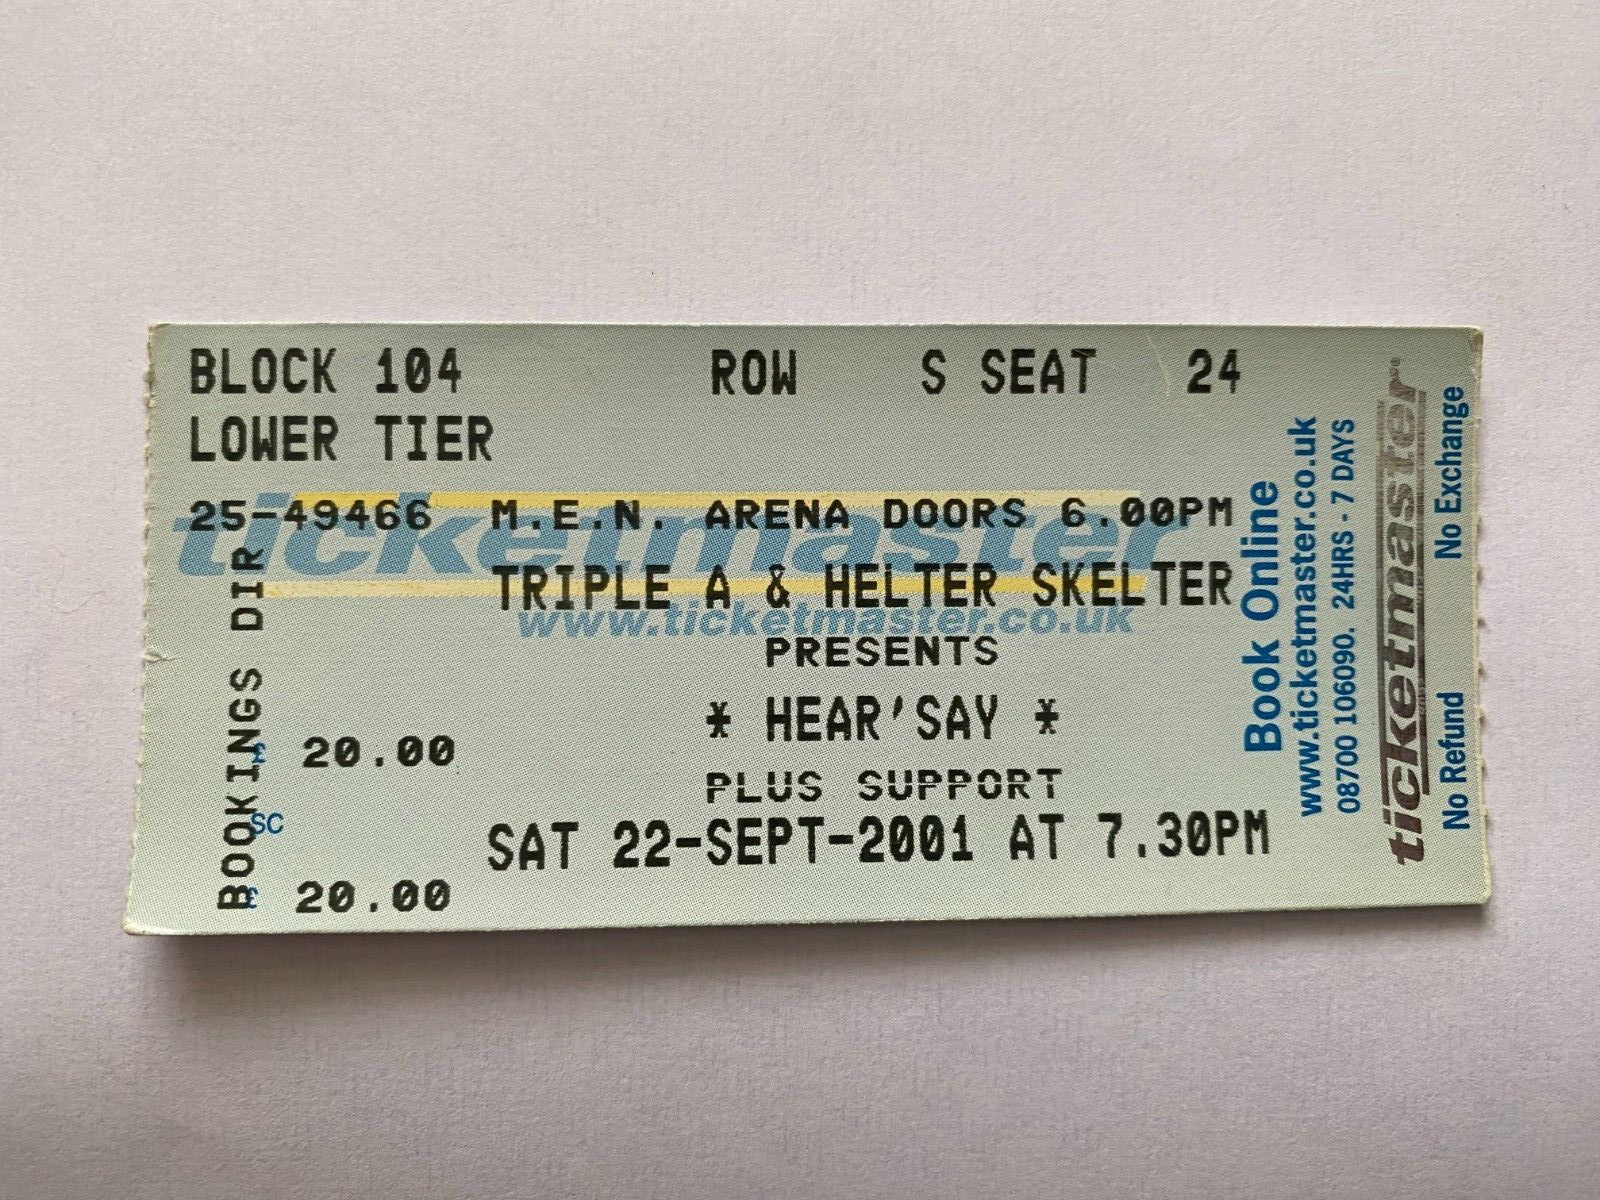 BLOCK 104 ROW S SEAT 24
LOWER TIER
ticketmaster
www.ticketmaster.co.uk
25-49466 M.E.N. ARENA DOORS 6.00PM
TRIPLE A & HELTER SKELTER
PRESENTS
* HEAR'SAY *
PLUS SUPPORT
SAT 22-SEPT-2001 AT 7.30PM
BOOKINGS DIR
£ 20.00
SC
£ 20.00
Book Online
www.ticketmaster.co.uk
08700 106090. 24HRS - 7 DAYS
ticketmaster
No Refund No Exchange